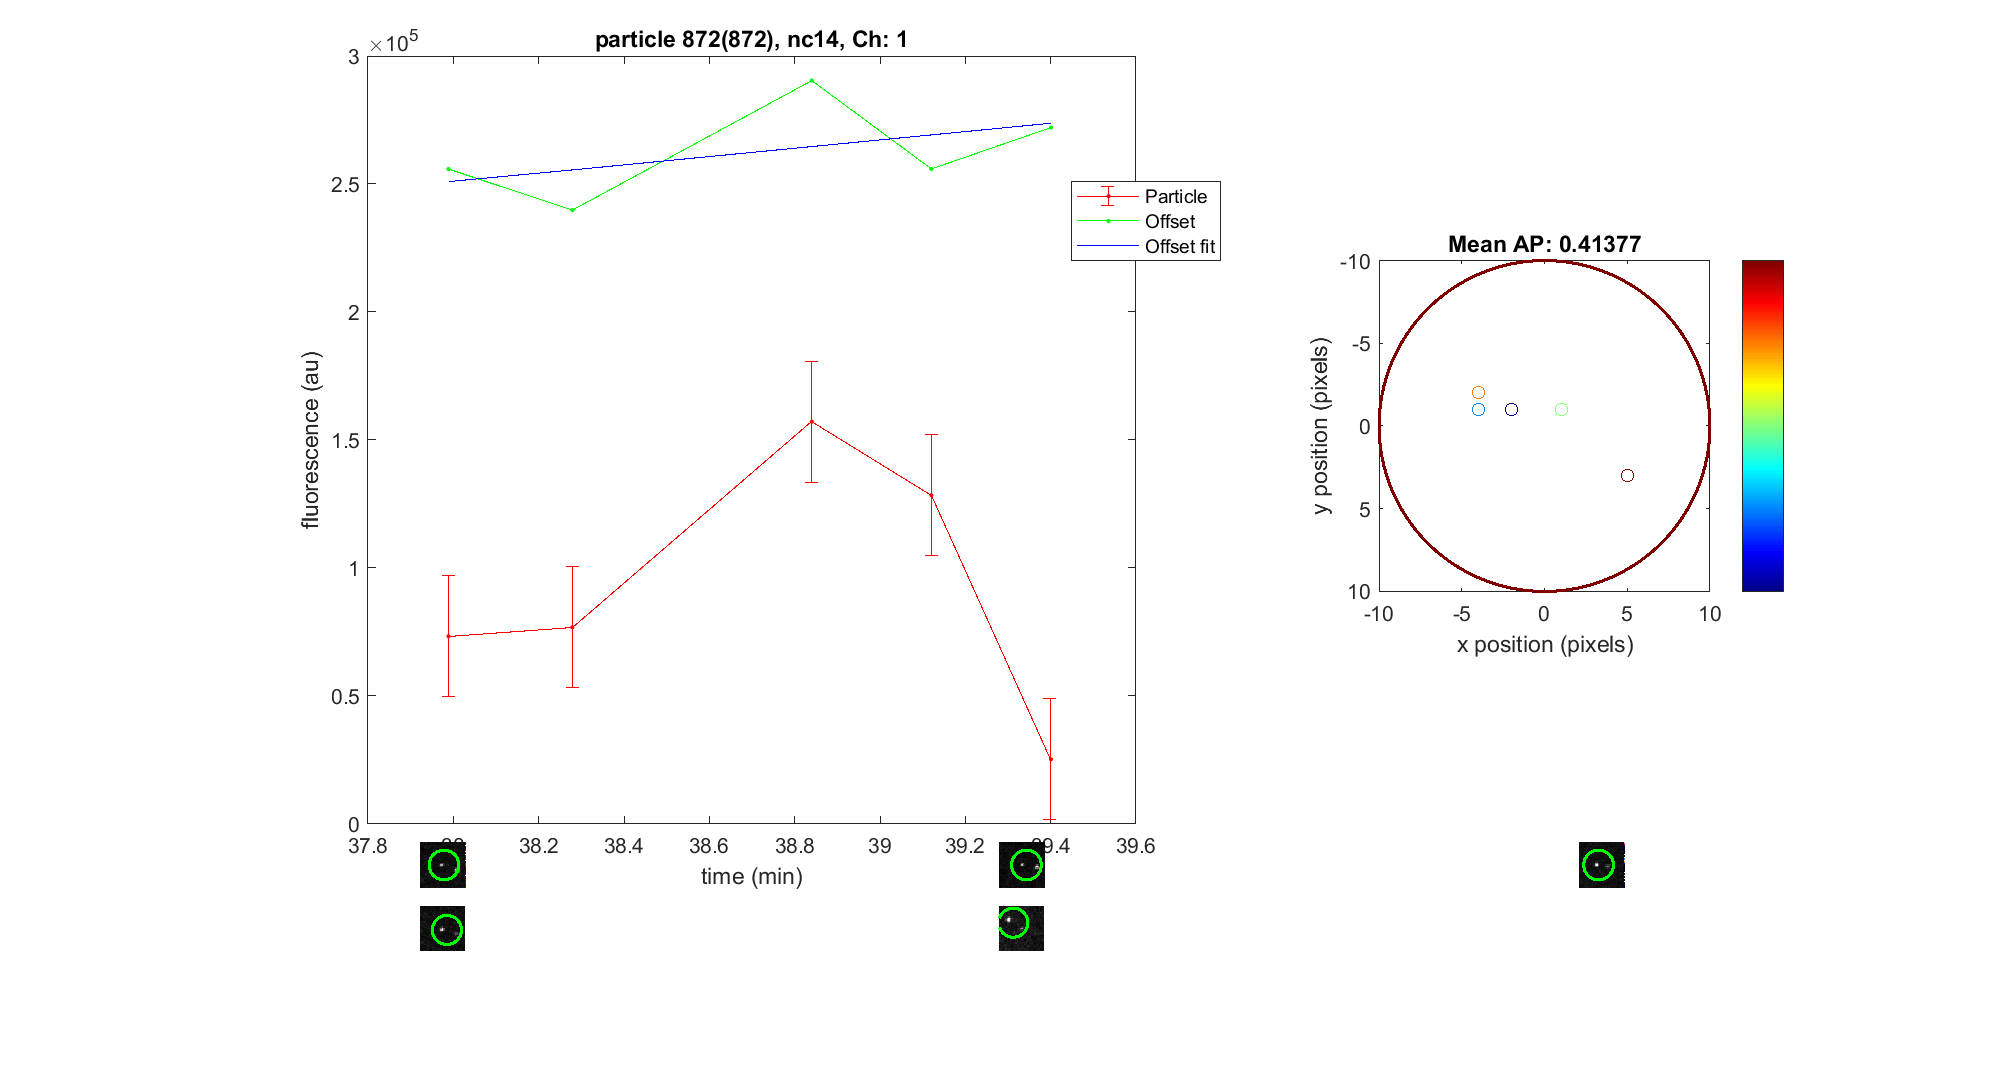 particle 872(872), nc14, Ch: 1
×10^5
3
2.5
2
1.5
1
0.5
0
fluorescence (au)
37.8 38.2 38.4 38.6 38.8 39 39.2 39.6
time (min)
Particle
Offset
Offset fit
Mean AP: 0.41377
-10
-5
0
5
10
y position (pixels)
-10 -5 0 5 10
x position (pixels)